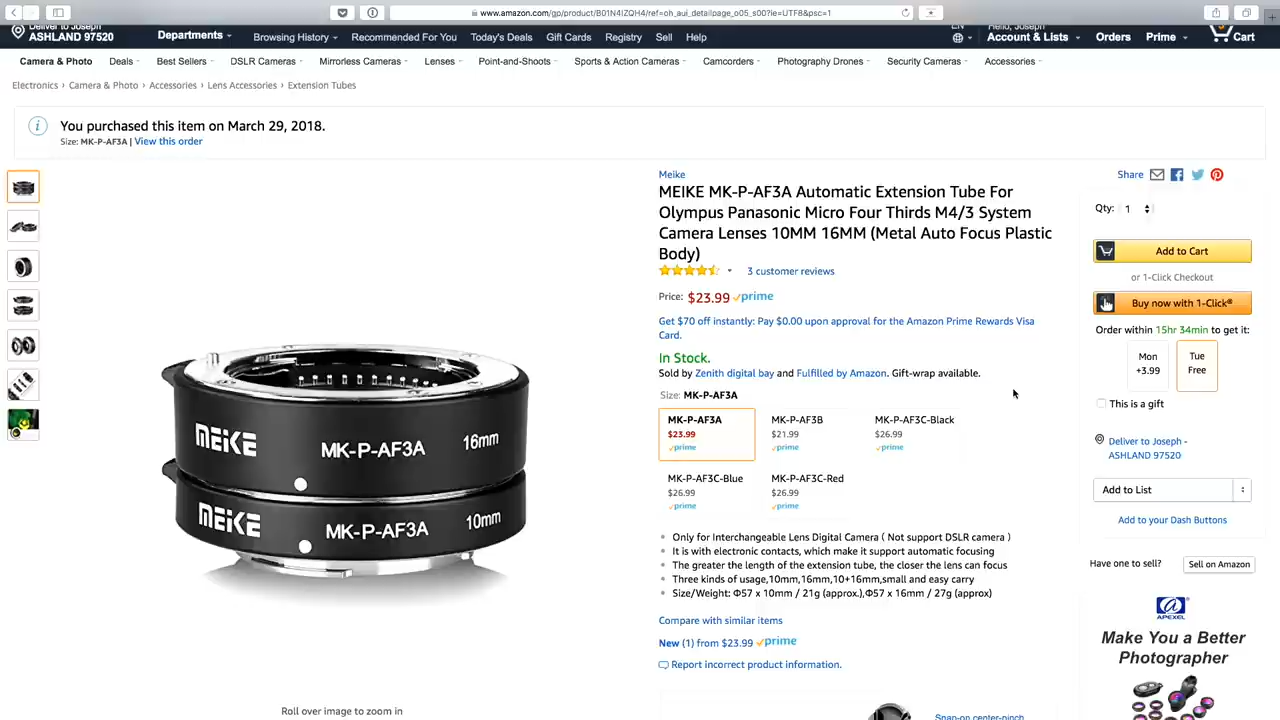 www.amazon.com/gp/product/B01N4IZQH4/ref=oh_aui_detailpage_o05_s00?ie=UTF8&psc=1
Deliver to Joseph
ASHLAND 97520
Departments
Browsing History
Recommended For You
Today's Deals
Gift Cards
Registry
Sell
Help
EN
Hello, Joseph
Account & Lists
Orders
Prime
Cart
Camera & Photo
Deals
Best Sellers
DSLR Cameras
Mirrorless Cameras
Lenses
Point-and-Shoots
Sports & Action Cameras
Camcorders
Photography Drones
Security Cameras
Accessories
Electronics › Camera & Photo › Accessories › Lens Accessories › Extension Tubes
You purchased this item on March 29, 2018.
Size: MK-P-AF3A | View this order
MEIKE
MK-P-AF3A
16mm
MEIKE
MK-P-AF3A
10mm
Roll over image to zoom in
Meike
MEIKE MK-P-AF3A Automatic Extension Tube For
Olympus Panasonic Micro Four Thirds M4/3 System
Camera Lenses 10MM 16MM (Metal Auto Focus Plastic
Body)
3 customer reviews
Price: $23.99 prime
Get $70 off instantly: Pay $0.00 upon approval for the Amazon Prime Rewards Visa
Card.
In Stock.
Sold by Zenith digital bay and Fulfilled by Amazon. Gift-wrap available.
Size: MK-P-AF3A
MK-P-AF3A
$23.99
prime
MK-P-AF3B
$21.99
prime
MK-P-AF3C-Black
$26.99
prime
MK-P-AF3C-Blue
$26.99
prime
MK-P-AF3C-Red
$26.99
prime
Only for Interchangeable Lens Digital Camera ( Not support DSLR camera )
It is with electronic contacts, which make it support automatic focusing
The greater the length of the extension tube, the closer the lens can focus
Three kinds of usage,10mm,16mm,10+16mm,small and easy carry
Size/Weight: Φ57 x 10mm / 21g (approx.),Φ57 x 16mm / 27g (approx)
Compare with similar items
New (1) from $23.99 prime
Report incorrect product information.
Snap-on center-pinch
Share
Qty: 1
Add to Cart
or 1-Click Checkout
Buy now with 1-Click®
Order within 15hr 34min to get it:
Mon
+3.99
Tue
Free
This is a gift
Deliver to Joseph -
ASHLAND 97520
Add to List
Add to your Dash Buttons
Have one to sell?
Sell on Amazon
APEXEL
Make You a Better
Photographer